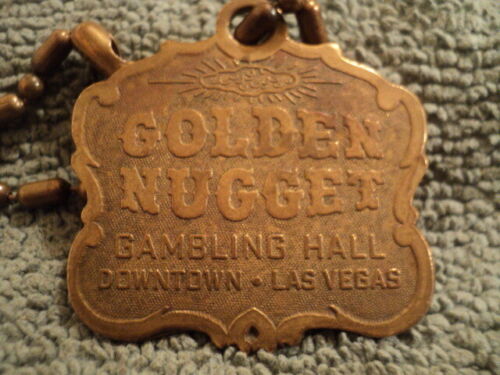 GOLDEN
NUGGET
GAMBLING HALL
DOWNTOWN • LAS VEGAS